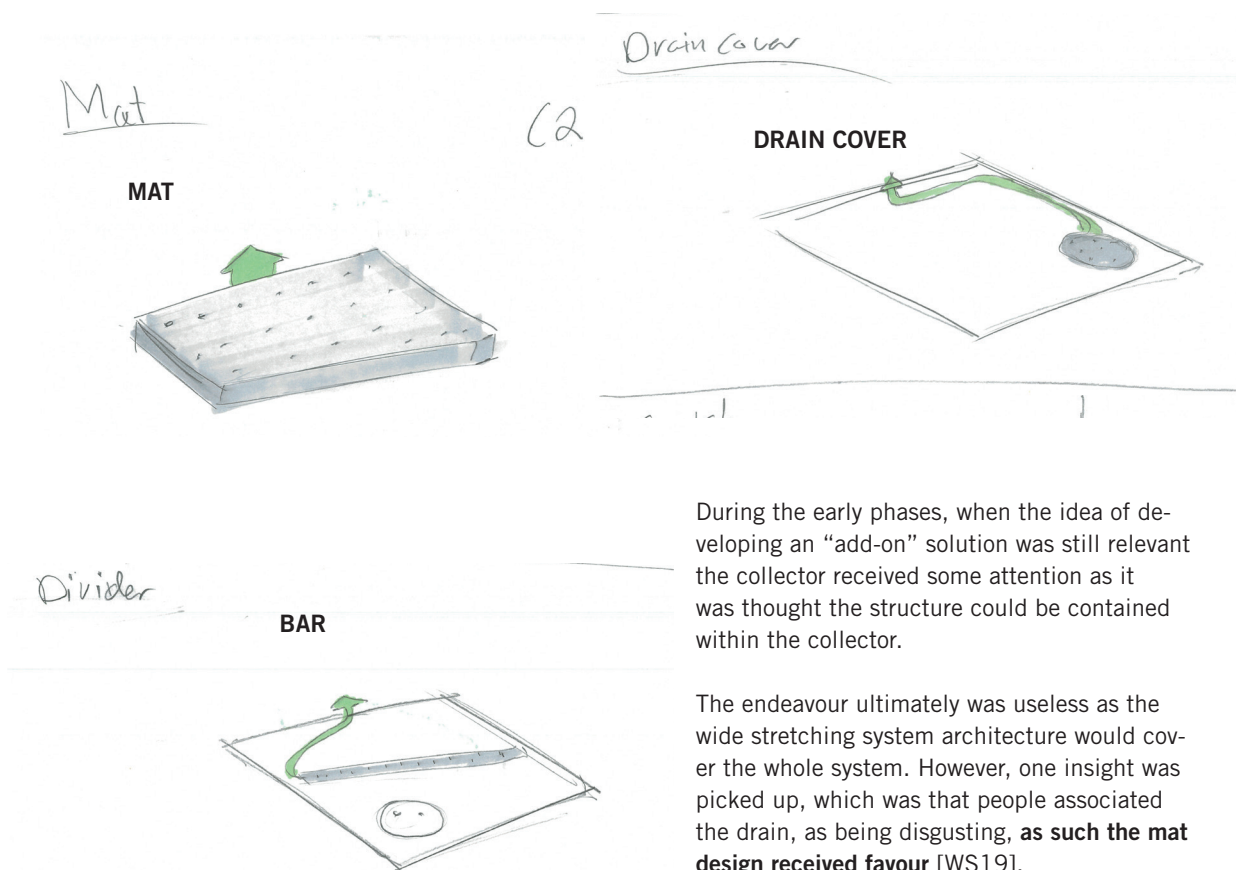 Mat
(2
MAT
Drain cover
DRAIN COVER
Divider
BAR
During the early phases, when the idea of de-
veloping an “add-on” solution was still relevant
the collector received some attention as it
was thought the structure could be contained
within the collector.
The endeavour ultimately was useless as the
wide stretching system architecture would cov-
er the whole system. However, one insight was
picked up, which was that people associated
the drain, as being disgusting, as such the mat
design received favour [WS19].